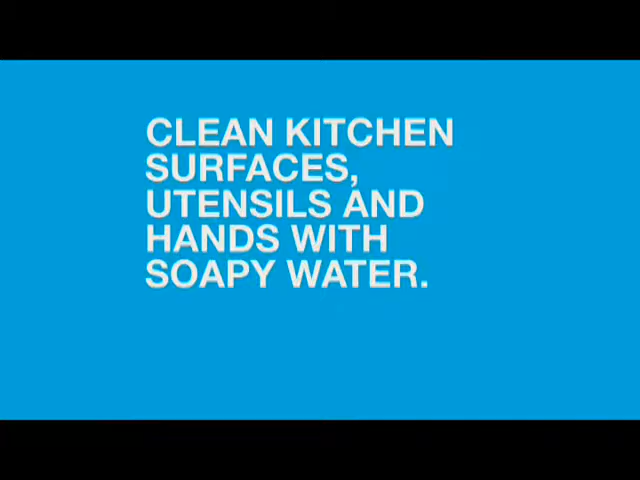 CLEAN KITCHEN
SURFACES,
UTENSILS AND
HANDS WITH
SOAPY WATER.